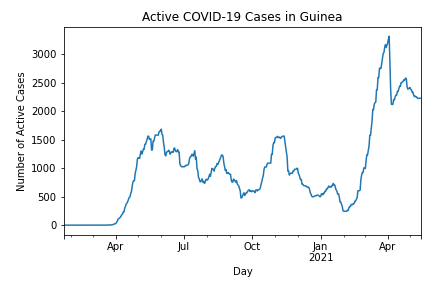 Active COVID-19 Cases in Guinea
Number of Active Cases
3000
2500
2000
1500
1000
500
0
Apr
Jul
Oct
Jan
2021
Apr
Day